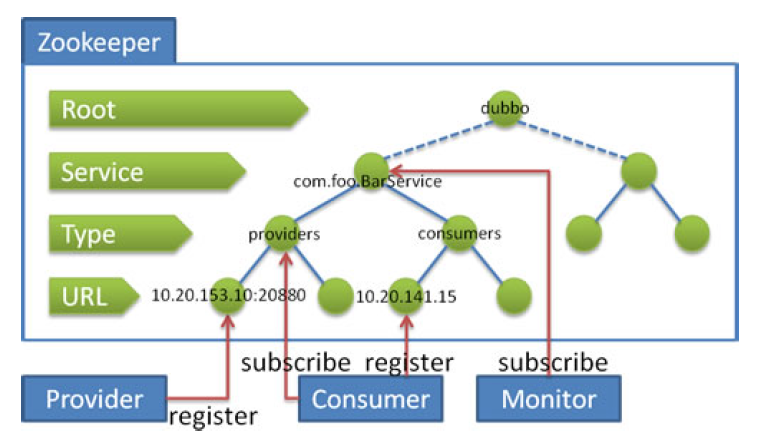 Zookeeper
Root
dubbo
Service
com.foo.BarService
Type
providers
consumers
URL
10.20.153.10:20880
10.20.141.15
subscribe
register
subscribe
Provider
Consumer
Monitor
register